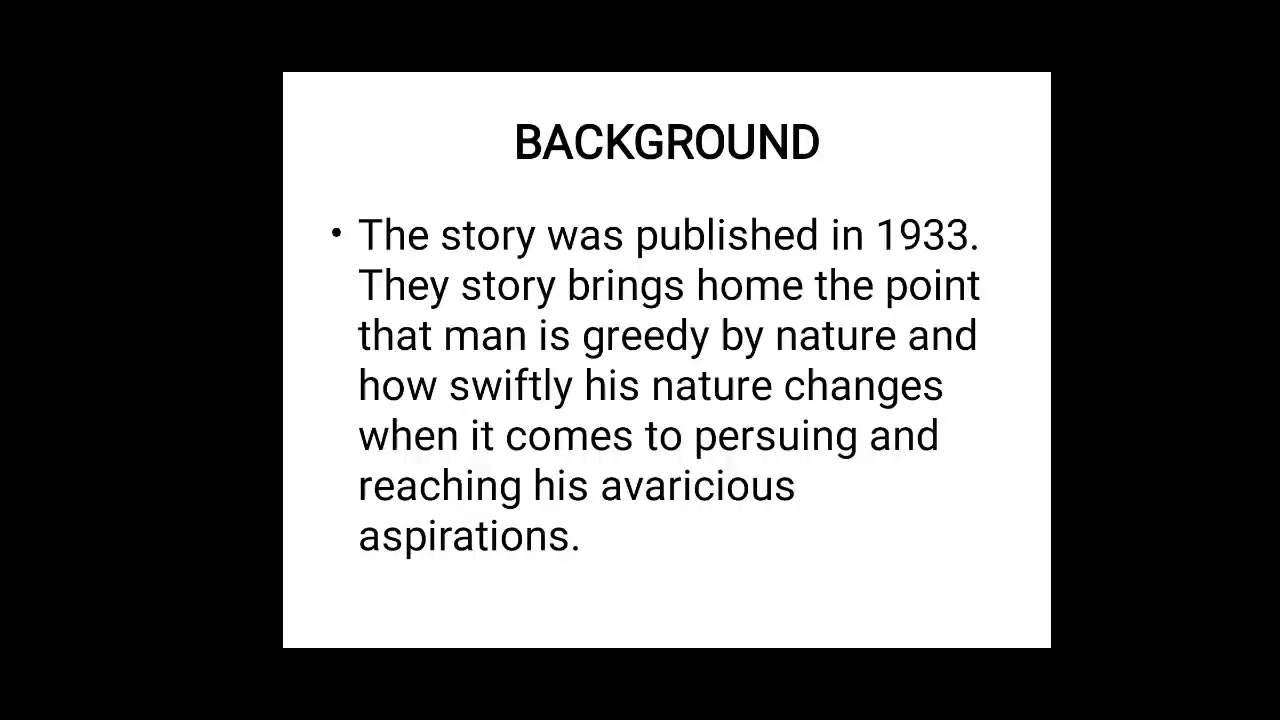 BACKGROUND
• The story was published in 1933.
They story brings home the point
that man is greedy by nature and
how swiftly his nature changes
when it comes to persuing and
reaching his avaricious
aspirations.